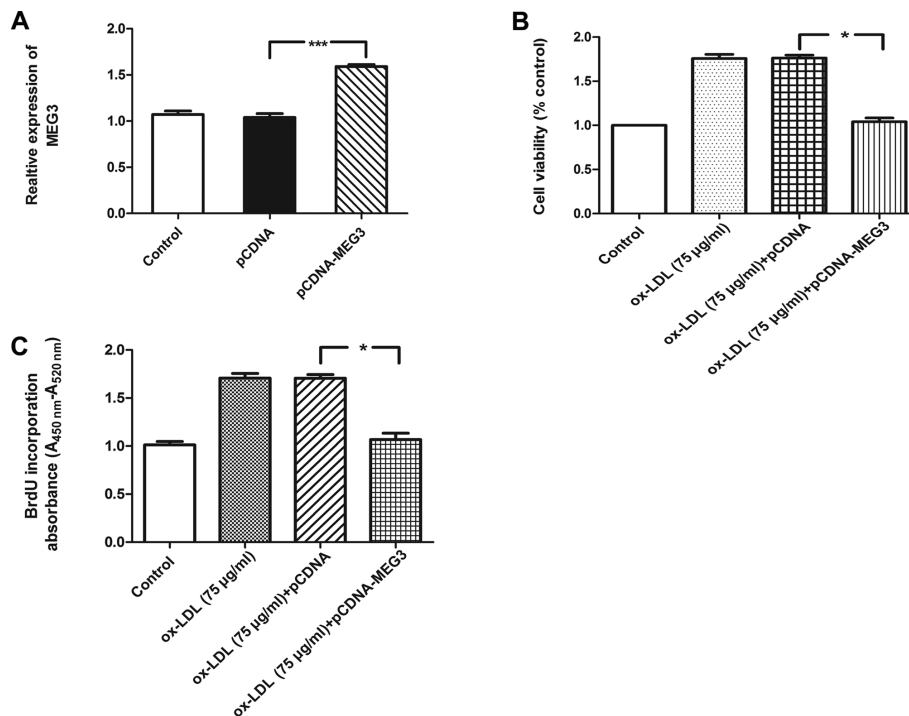 A
Realtive expression of
MEG3
2.0
1.5
1.0
0.5
0.0
***
Control
pCDNA
pCDNA-MEG3
B
Cell viability (% control)
2.0
1.5
1.0
0.5
0.0
*
Control
ox-LDL (75 µg/ml)
ox-LDL (75 µg/ml)+pCDNA
ox-LDL (75 µg/ml)+pCDNA-MEG3
C
BrdU incorporation
absorbance (A450 nm-A520 nm)
2.0
1.5
1.0
0.5
0.0
*
Control
ox-LDL (75 µg/ml)
ox-LDL (75 µg/ml)+pCDNA
ox-LDL (75 µg/ml)+pCDNA-MEG3